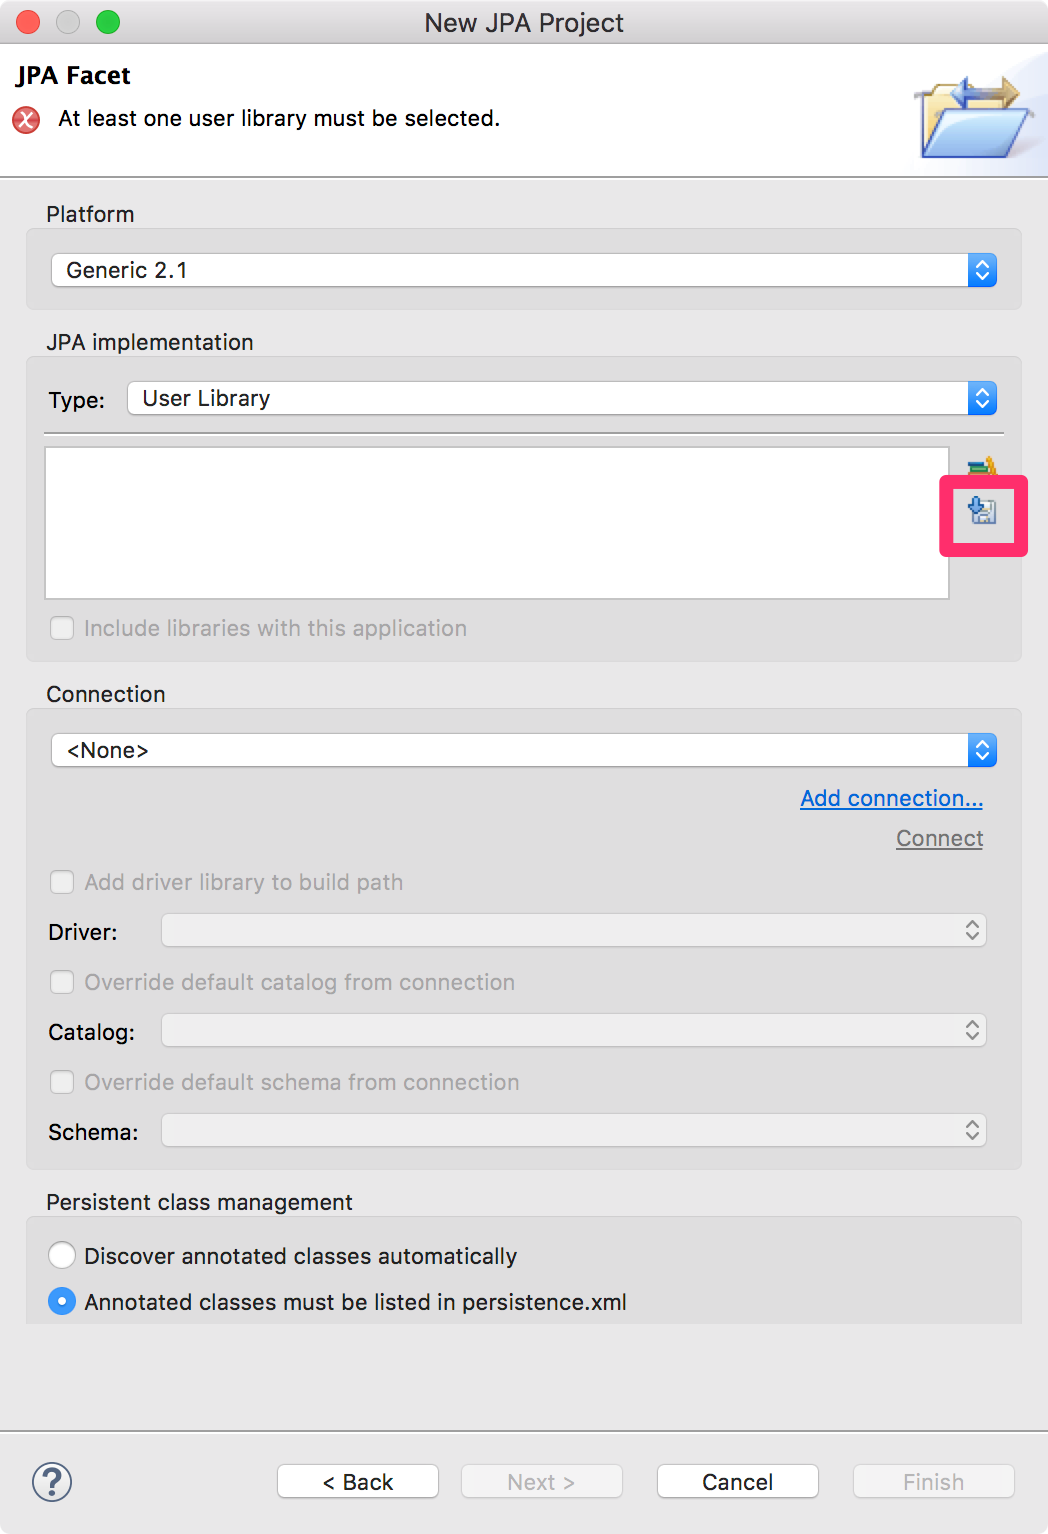 New JPA Project
JPA Facet
At least one user library must be selected.
Platform
Generic 2.1
JPA implementation
Type: User Library
Include libraries with this application
Connection
<None>
Add connection...
Connect
Add driver library to build path
Driver:
Override default catalog from connection
Catalog:
Override default schema from connection
Schema:
Persistent class management
Discover annotated classes automatically
Annotated classes must be listed in persistence.xml
? < Back Next > Cancel Finish